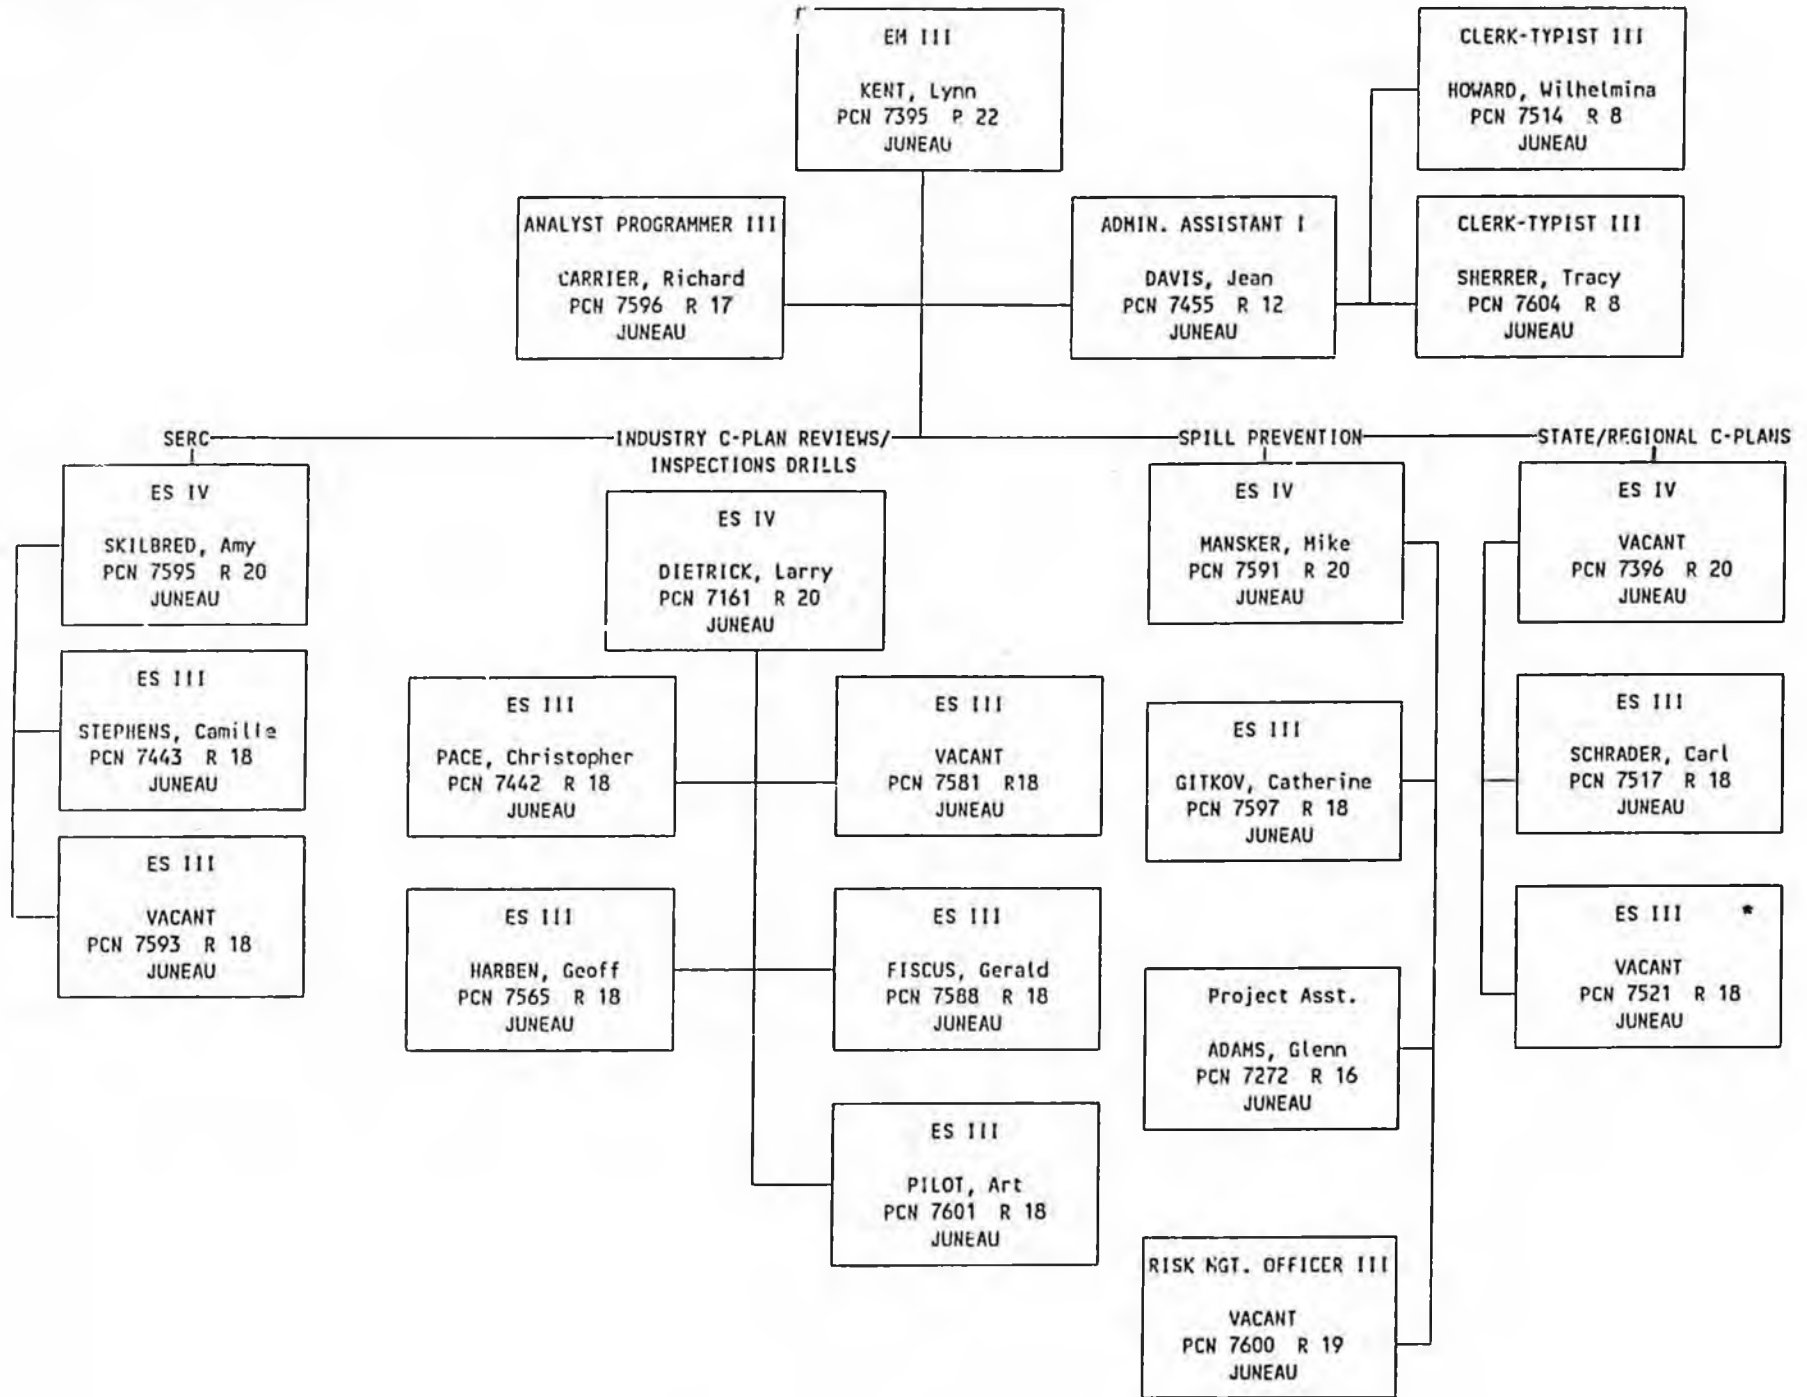 EM III
KENT, Lynn
PCN 7395 P 22
JUNEAU
CLERK-TYPIST III
HOWARD, Wilhelmina
PCN 7514 R 8
JUNEAU
ANALYST PROGRAMMER III
CARRIER, Richard
PCN 7596 R 17
JUNEAU
ADMIN. ASSISTANT I
DAVIS, Jean
PCN 7455 R 12
JUNEAU
CLERK-TYPIST III
SHERRER, Tracy
PCN 7604 R 8
JUNEAU
SERC
ES IV
SKILBRED, Amy
PCN 7595 R 20
JUNEAU
ES III
STEPHENS, Camille
PCN 7443 R 18
JUNEAU
ES III
VACANT
PCN 7593 R 18
JUNEAU
INDUSTRY C-PLAN REVIEWS/
INSPECTIONS DRILLS
ES IV
DIETRICK, Larry
PCN 7161 R 20
JUNEAU
ES III
PACE, Christopher
PCN 7442 R 18
JUNEAU
ES III
VACANT
PCN 7581 R18
JUNEAU
ES III
HARBEN, Geoff
PCN 7565 R 18
JUNEAU
ES III
FISCUS, Gerald
PCN 7588 R 18
JUNEAU
ES III
PILOT, Art
PCN 7601 R 18
JUNEAU
SPILL PREVENTION
ES IV
MANSKER, Mike
PCN 7591 R 20
JUNEAU
ES III
GITKOV, Catherine
PCN 7597 R 18
JUNEAU
Project Asst.
ADAMS, Glenn
PCN 7272 R 16
JUNEAU
RISK MGT. OFFICER III
VACANT
PCN 7600 R 19
JUNEAU
STATE/REGIONAL C-PLANS
ES IV
VACANT
PCN 7396 R 20
JUNEAU
ES III
SCHRADER, Carl
PCN 7517 R 18
JUNEAU
ES III *
VACANT
PCN 7521 R 18
JUNEAU